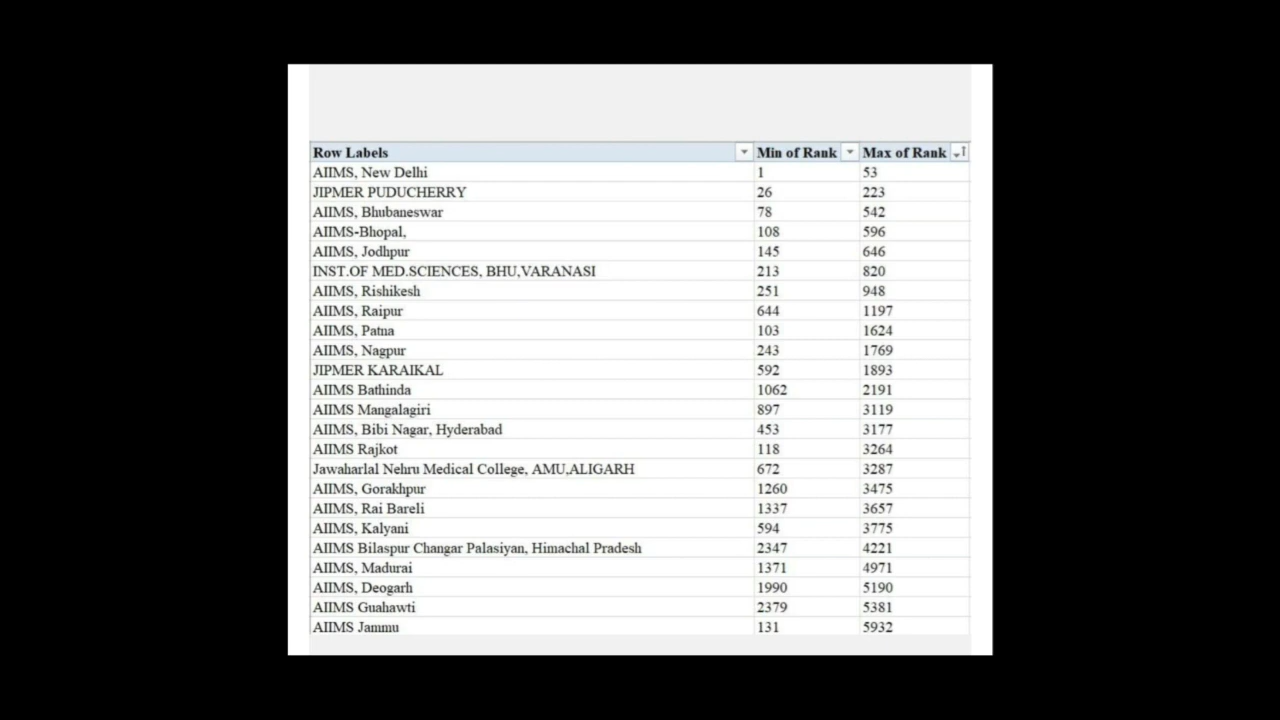 Row Labels Min of Rank Max of Rank
AIIMS, New Delhi 1 53
JIPMER PUDUCHERRY 26 223
AIIMS, Bhubaneswar 78 542
AIIMS-Bhopal, 108 596
AIIMS, Jodhpur 145 646
INST.OF MED.SCIENCES, BHU,VARANASI 213 820
AIIMS, Rishikesh 251 948
AIIMS, Raipur 644 1197
AIIMS, Patna 103 1624
AIIMS, Nagpur 243 1769
JIPMER KARAIKAL 592 1893
AIIMS Bathinda 1062 2191
AIIMS Mangalagiri 897 3119
AIIMS, Bibi Nagar, Hyderabad 453 3177
AIIMS Rajkot 118 3264
Jawaharlal Nehru Medical College, AMU,ALIGARH 672 3287
AIIMS, Gorakhpur 1260 3475
AIIMS, Rai Bareli 1337 3657
AIIMS, Kalyani 594 3775
AIIMS Bilaspur Changar Palasiyan, Himachal Pradesh 2347 4221
AIIMS, Madurai 1371 4971
AIIMS, Deogarh 1990 5190
AIIMS Guahawti 2379 5381
AIIMS Jammu 131 5932